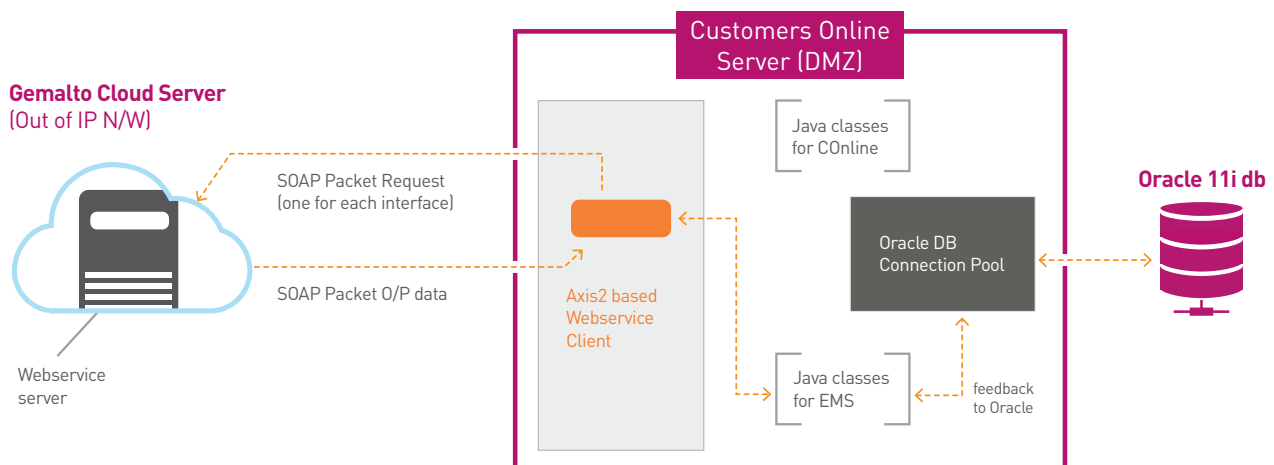 Customers Online
Server (DMZ)
Gemalto Cloud Server
(Out of IP N/W)
Java classes
for COnline
SOAP Packet Request
(one for each interface)
Oracle 11i db
Oracle DB
Connection Pool
SOAP Packet O/P data
Axis2 based
Webservice
Client
Webservice
server
Java classes
for EMS
feedback
to Oracle